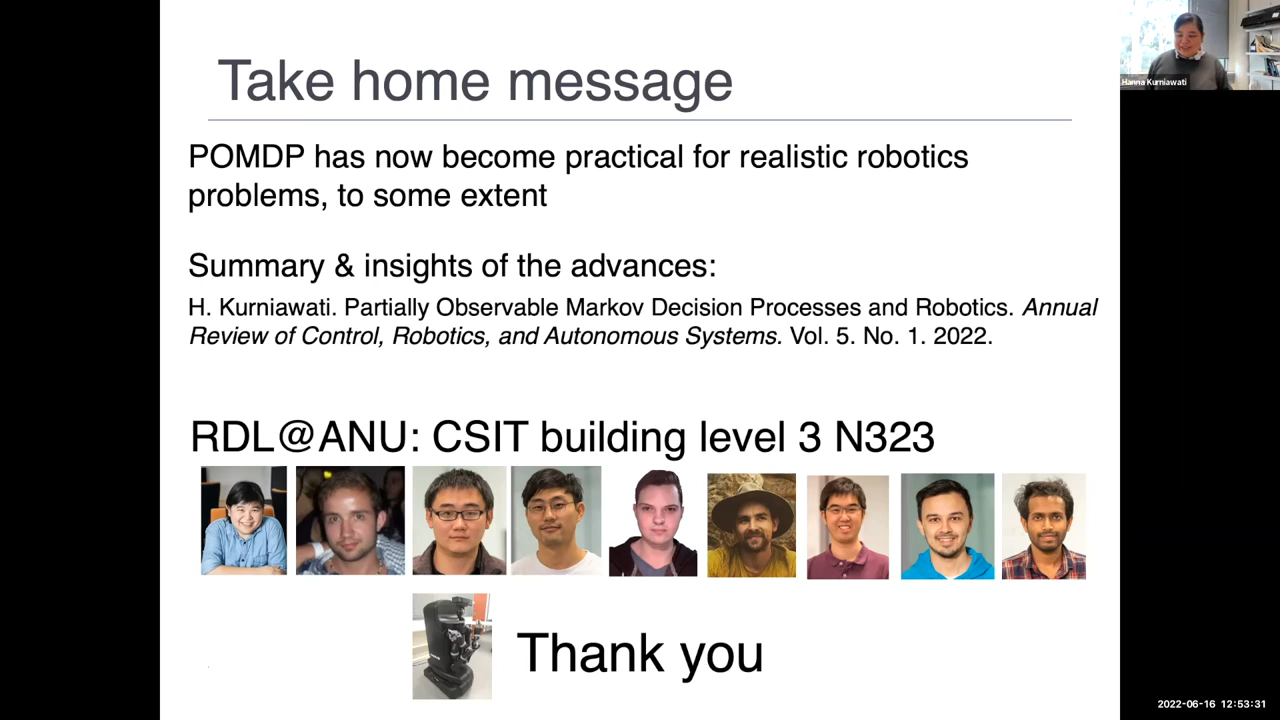 Take home message
POMDP has now become practical for realistic robotics
problems, to some extent
Summary & insights of the advances:
H. Kurniawati. Partially Observable Markov Decision Processes and Robotics. Annual
Review of Control, Robotics, and Autonomous Systems. Vol. 5. No. 1. 2022.
RDL@ANU: CSIT building level 3 N323
Thank you
Hanna Kurniawati
2022-06-16 12:53:31